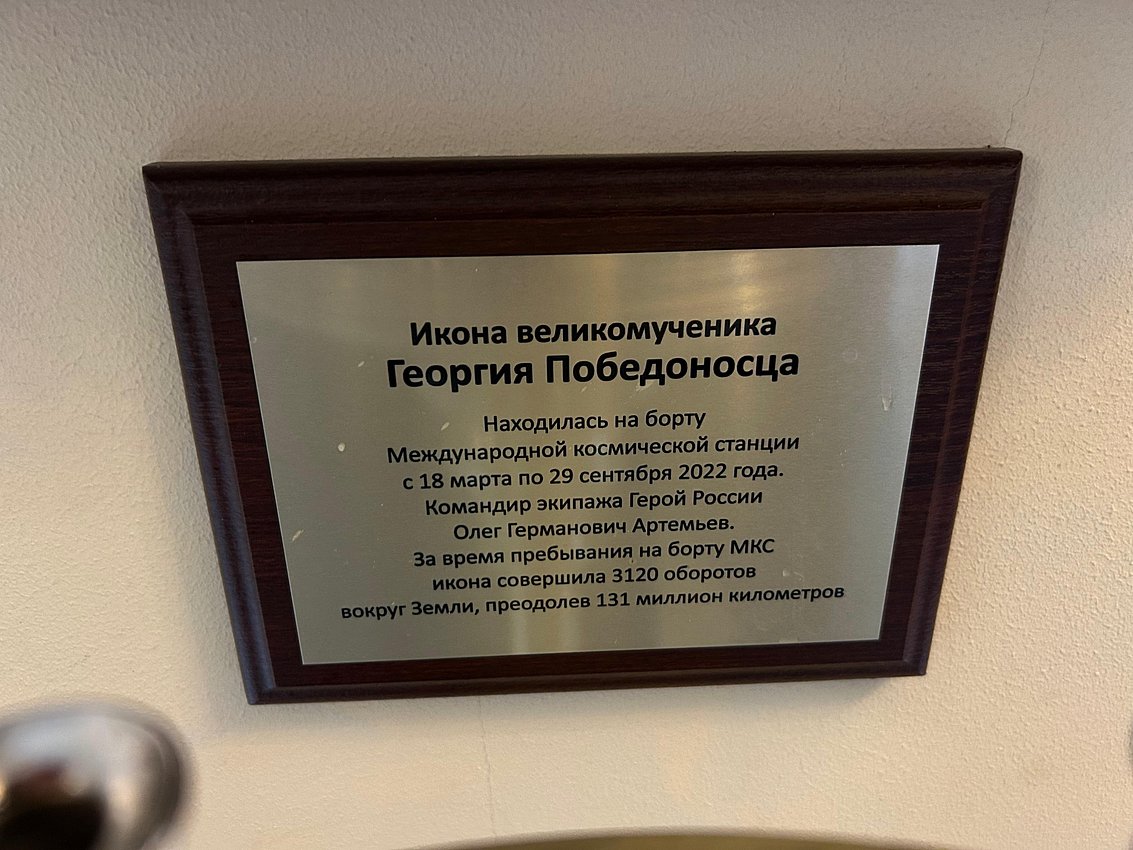 Икона великомученика
Георгия Победоносца
Находилась на борту
Международной космической станции
с 18 марта по 29 сентября 2022 года.
Командир экипажа Герой России
Олег Германович Артемьев.
За время пребывания на борту МКС
икона совершила 3120 оборотов
вокруг Земли, преодолев 131 миллион километров